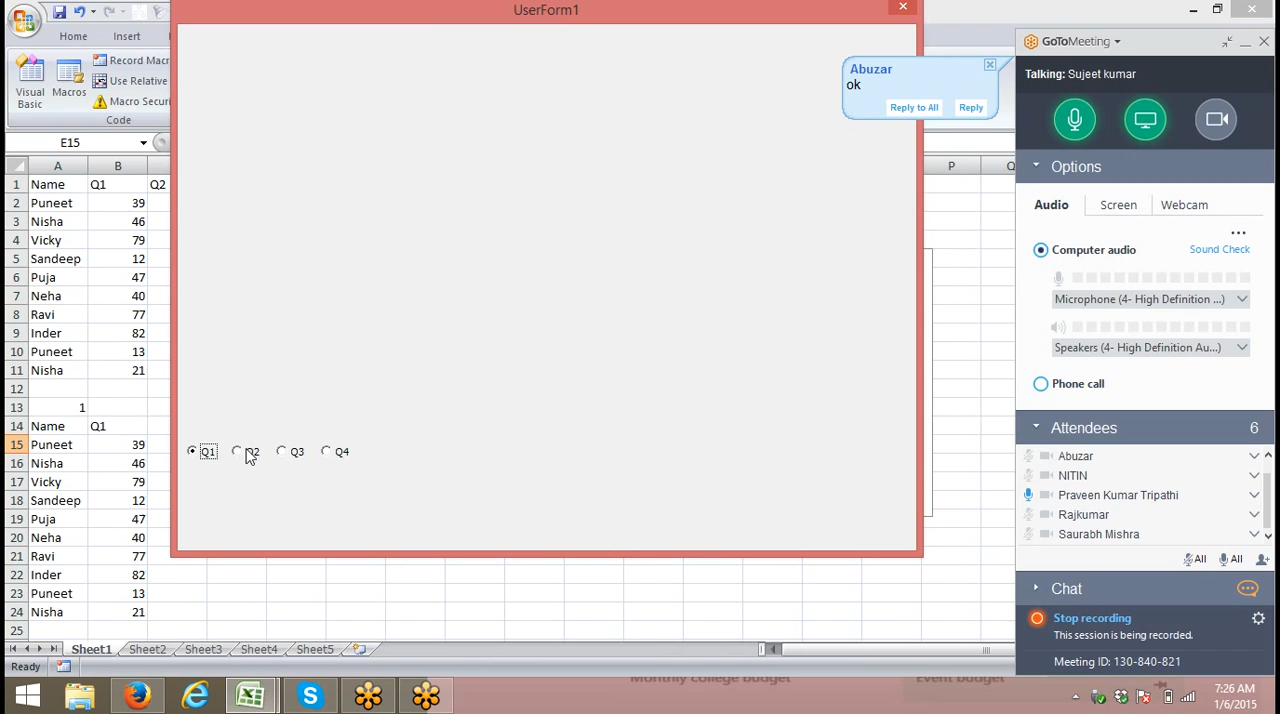 UserForm1
Home
Insert
Visual Basic
Macros
Record Macr
Use Relative
Macro Securi
Code
Abuzar
ok
Reply to All
Reply
E15
A
B
P
Q
1 Name Q1 Q2
2 Puneet 39
3 Nisha 46
4 Vicky 79
5 Sandeep 12
6 Puja 47
7 Neha 40
8 Ravi 77
9 Inder 82
10 Puneet 13
11 Nisha 21
12
13 1
14 Name Q1
15 Puneet 39
16 Nisha 46
17 Vicky 79
18 Sandeep 12
19 Puja 47
20 Neha 40
21 Ravi 77
22 Inder 82
23 Puneet 13
24 Nisha 21
25
Q1 Q2 Q3 Q4
Sheet1 Sheet2 Sheet3 Sheet4 Sheet5
Ready
GoToMeeting
Talking: Sujeet kumar
Options
Audio Screen Webcam
Computer audio Sound Check
Microphone (4- High Definition ...)
Speakers (4- High Definition Au...)
Phone call
Attendees 6
Abuzar
NITIN
Praveen Kumar Tripathi
Rajkumar
Saurabh Mishra
All All
Chat
Stop recording
This session is being recorded.
Meeting ID: 130-840-821
Monthly college budget
Event budget
7:26 AM
1/6/2015